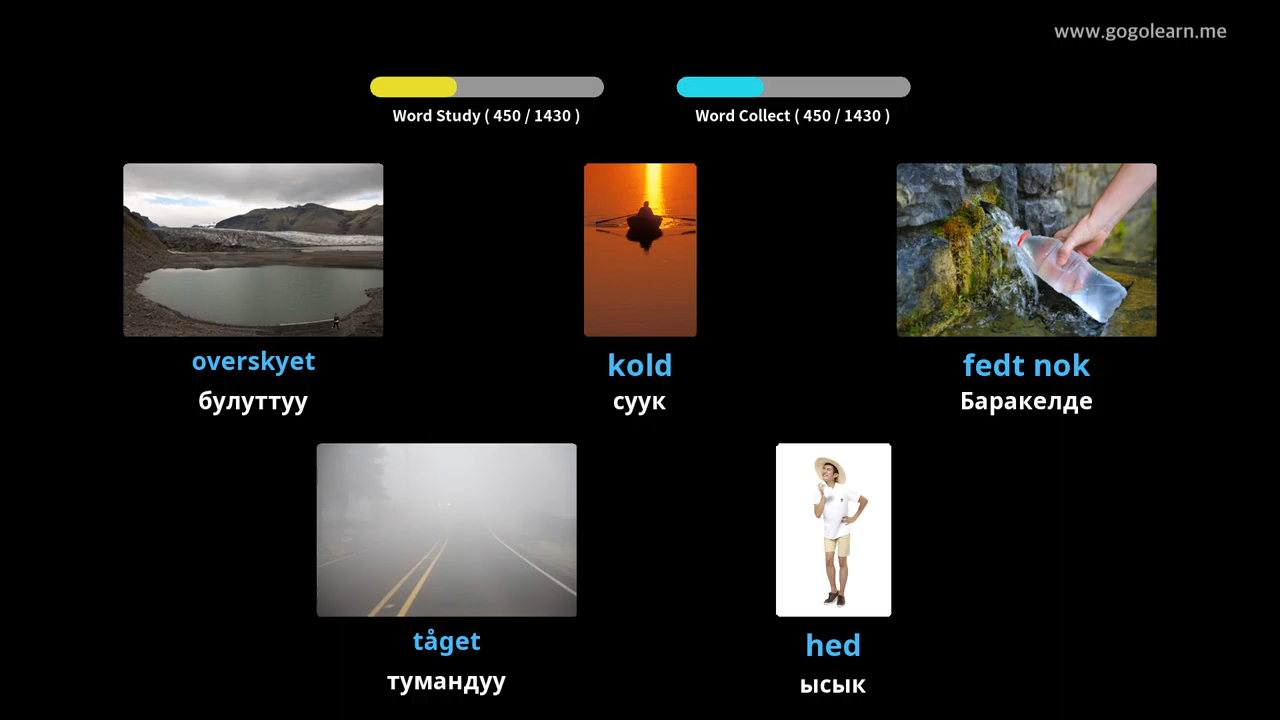 www.gogolearn.me
Word Study ( 450 / 1430 )
Word Collect ( 450 / 1430 )
overskyet
булуттуу
kold
суук
fedt nok
Баракелде
tåget
тумандуу
hed
ысык